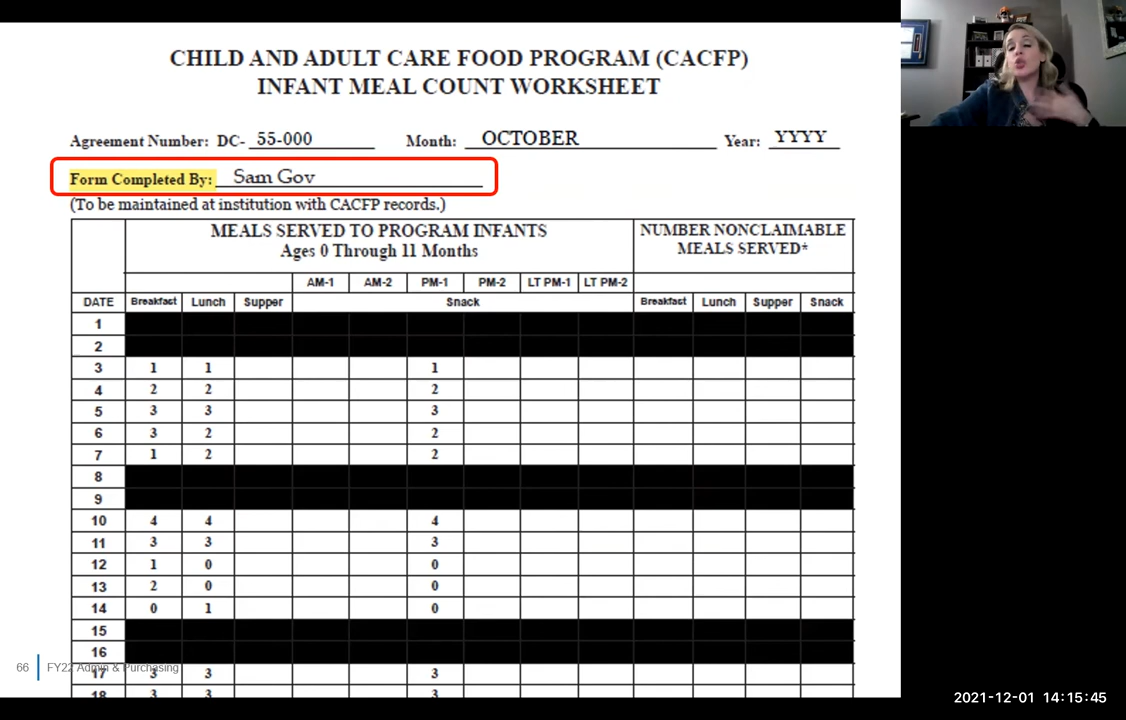 CHILD AND ADULT CARE FOOD PROGRAM (CACFP)
INFANT MEAL COUNT WORKSHEET
Agreement Number: DC- 55-000 Month: OCTOBER Year: YYYY
Form Completed By: Sam Gov
(To be maintained at institution with CACFP records.)
MEALS SERVED TO PROGRAM INFANTS NUMBER NONCLAIMABLE
Ages 0 Through 11 Months MEALS SERVED*
AM-1 AM-2 PM-1 PM-2 LT PM-1 LT PM-2
DATE Breakfast Lunch Supper Snack Breakfast Lunch Supper Snack
1
2
3 1 1 1
4 2 2 2
5 3 3 3
6 3 2 2
7 1 2 2
8
9
10 4 4 4
11 3 3 3
12 1 0 0
13 2 0 0
14 0 1 0
15
16
66 FY22 Admin & Purchasing
17 3 3 3
18 3 3 3
2021-12-01 14:15:45